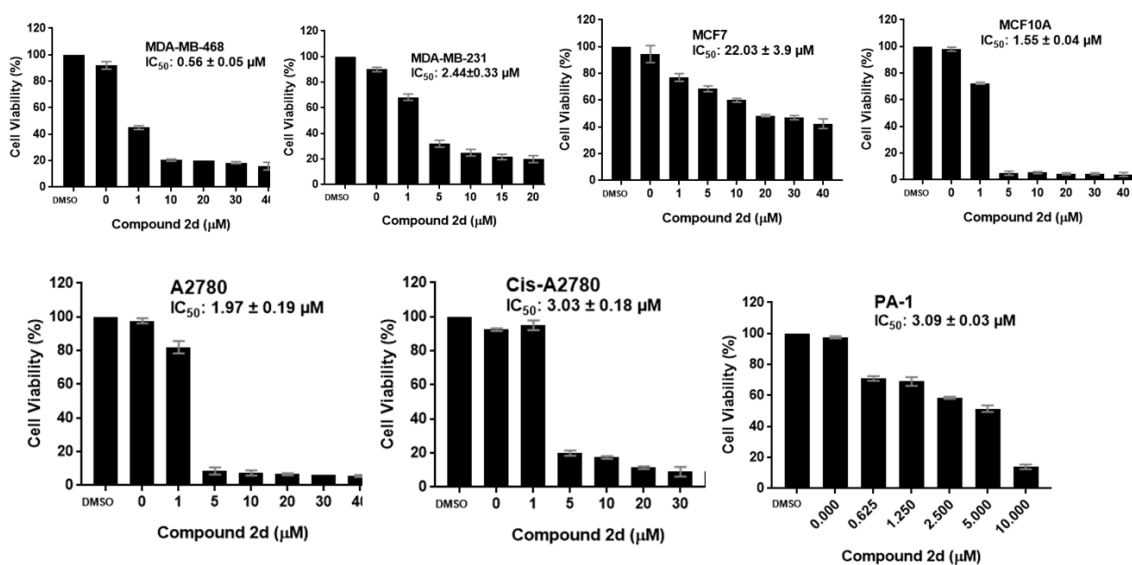 MDA-MB-468
IC50: 0.56 ± 0.05 µM
Cell Viability (%)
120
100
80
60
40
20
0
DMSO 0 1 10 20 30 40
Compound 2d (µM)
MDA-MB-231
IC50: 2.44±0.33 µM
Cell Viability (%)
120
100
80
60
40
20
0
DMSO 0 1 5 10 15 20
Compound 2d (µM)
MCF7
IC50: 22.03 ± 3.9 µM
Cell Viability (%)
120
100
80
60
40
20
0
DMSO 0 1 5 10 20 30 40
Compound 2d (µM)
MCF10A
IC50: 1.55 ± 0.04 µM
Cell Viability (%)
120
100
80
60
40
20
0
DMSO 0 1 5 10 20 30 40
Compound 2d (µM)
A2780
IC50: 1.97 ± 0.19 µM
Cell Viability (%)
120
100
80
60
40
20
0
DMSO 0 1 5 10 20 30 40
Compound 2d (µM)
Cis-A2780
IC50: 3.03 ± 0.18 µM
Cell Viability (%)
120
100
80
60
40
20
0
DMSO 0 1 5 10 20 30
Compound 2d (µM)
PA-1
IC50: 3.09 ± 0.03 µM
Cell Viability (%)
120
100
80
60
40
20
0
DMSO 0.000 0.625 1.250 2.500 5.000 10.000
Compound 2d (µM)